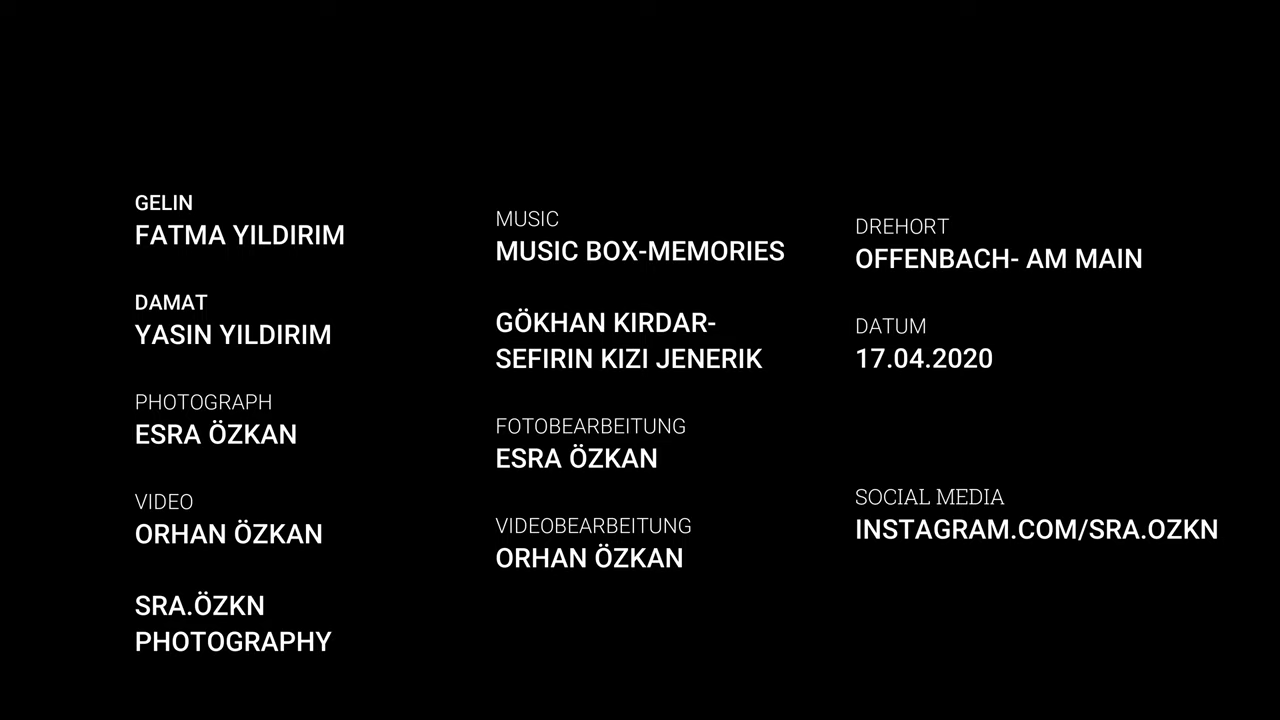 GELIN
FATMA YILDIRIM
DAMAT
YASIN YILDIRIM
PHOTOGRAPH
ESRA ÖZKAN
VIDEO
ORHAN ÖZKAN
SRA.ÖZKN
PHOTOGRAPHY
MUSIC
MUSIC BOX-MEMORIES
GÖKHAN KIRDAR-
SEFIRIN KIZI JENERIK
FOTOBEARBEITUNG
ESRA ÖZKAN
VIDEOBEARBEITUNG
ORHAN ÖZKAN
DREHORT
OFFENBACH- AM MAIN
DATUM
17.04.2020
SOCIAL MEDIA
INSTAGRAM.COM/SRA.OZKN